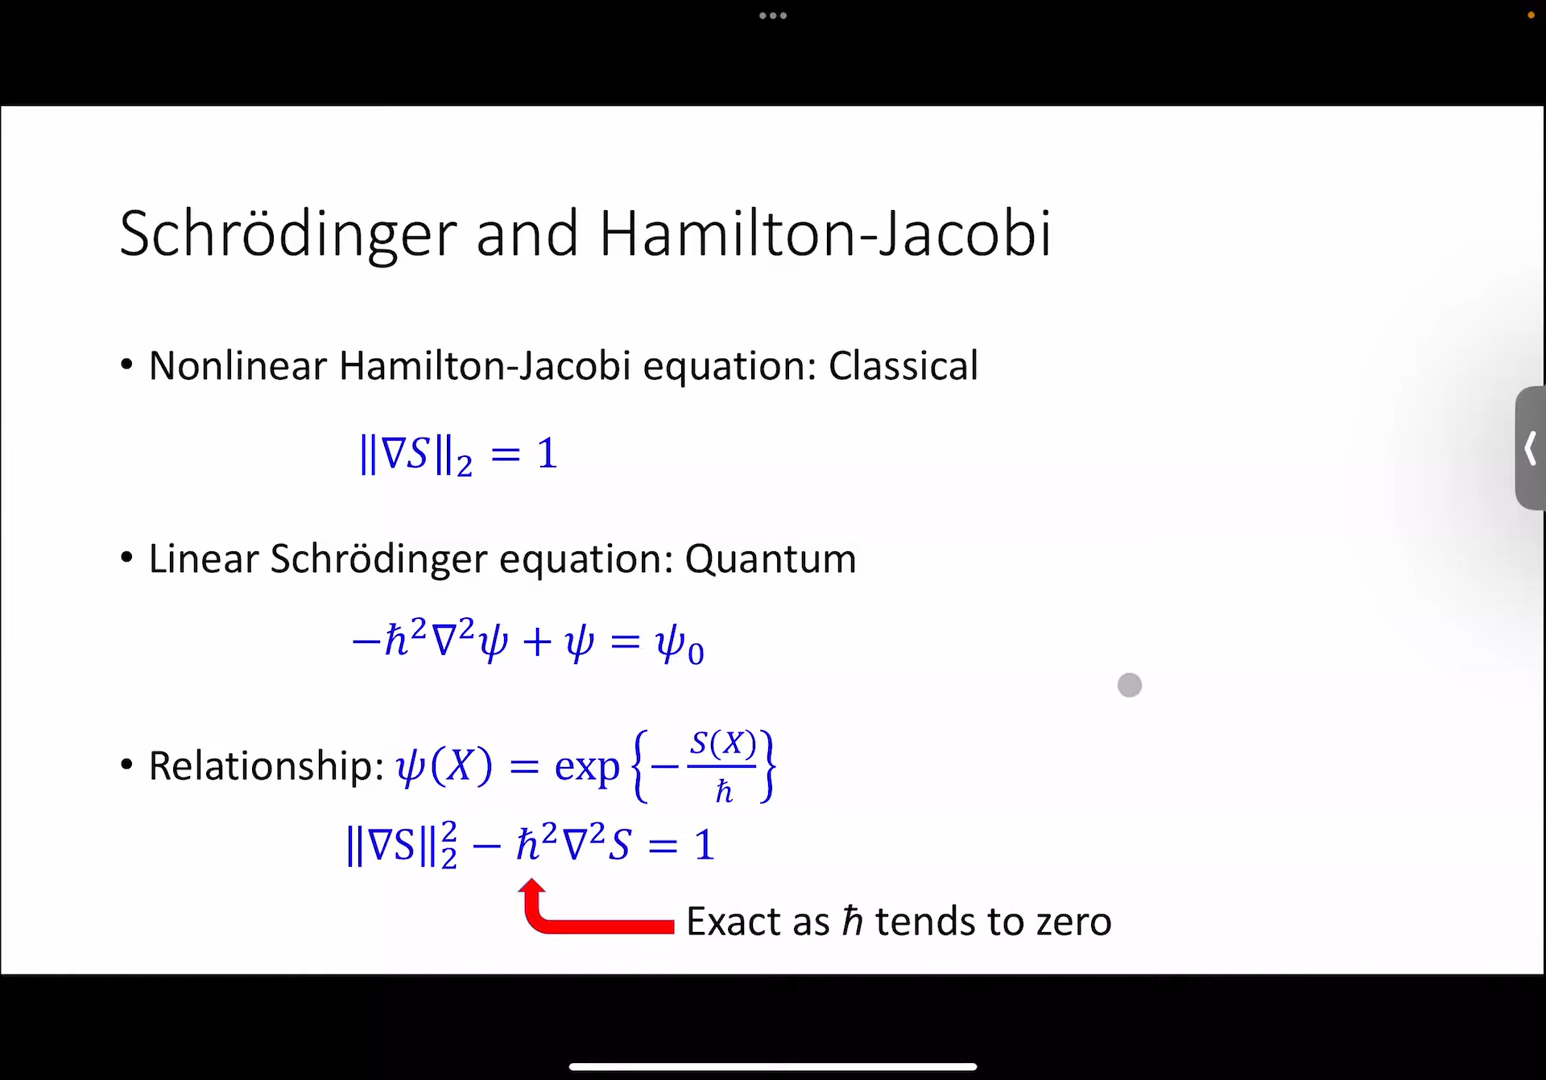 Schrödinger and Hamilton-Jacobi
• Nonlinear Hamilton-Jacobi equation: Classical
‖∇S‖₂ = 1
• Linear Schrödinger equation: Quantum
−ℏ²∇²ψ + ψ = ψ₀
• Relationship: ψ(X) = exp{−S(X)/ℏ}
‖∇S‖₂² − ℏ²∇²S = 1
Exact as ℏ tends to zero